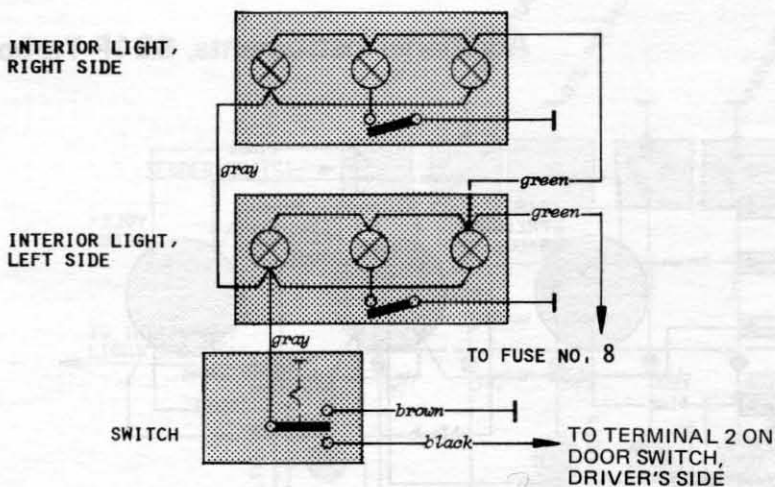 INTERIOR LIGHT,
RIGHT SIDE
gray
green
green
INTERIOR LIGHT,
LEFT SIDE
gray
TO FUSE NO. 8
SWITCH
brown
black
TO TERMINAL 2 ON
DOOR SWITCH,
DRIVER'S SIDE